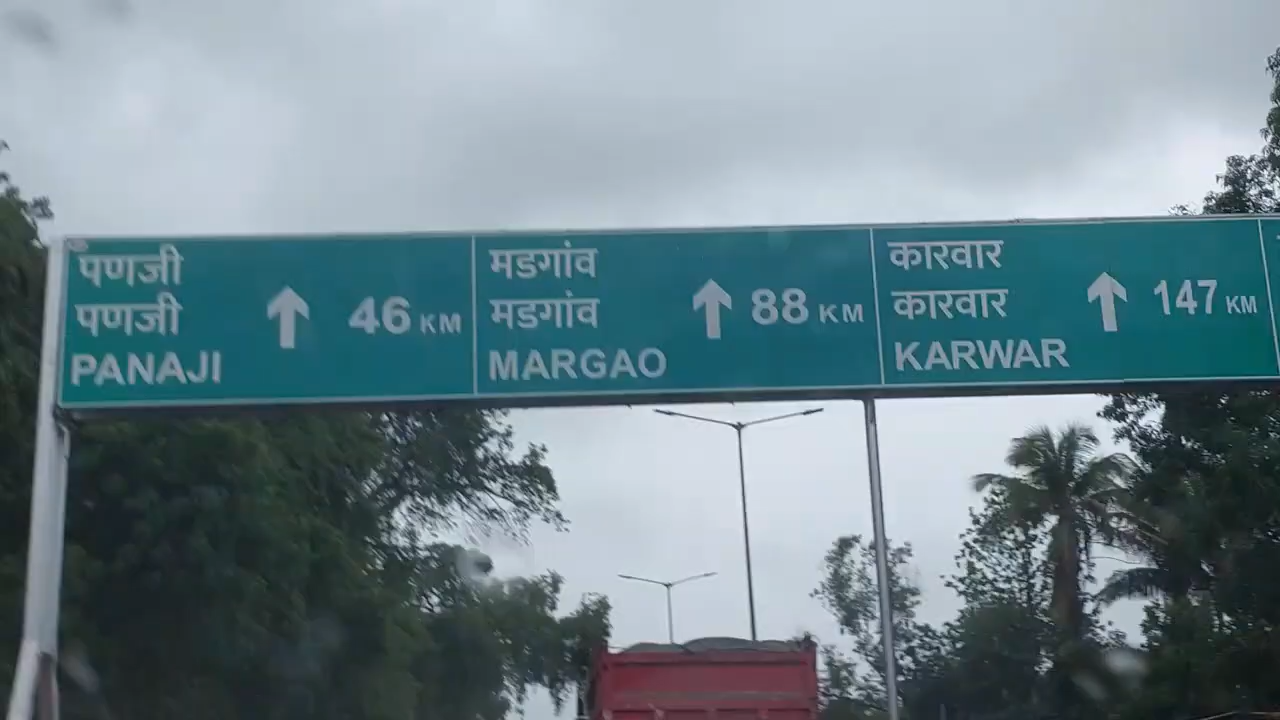 पणजी
पणजी
PANAJI
46 KM
मडगांव
मडगांव
MARGAO
88 KM
कारवार
कारवार
KARWAR
147 KM